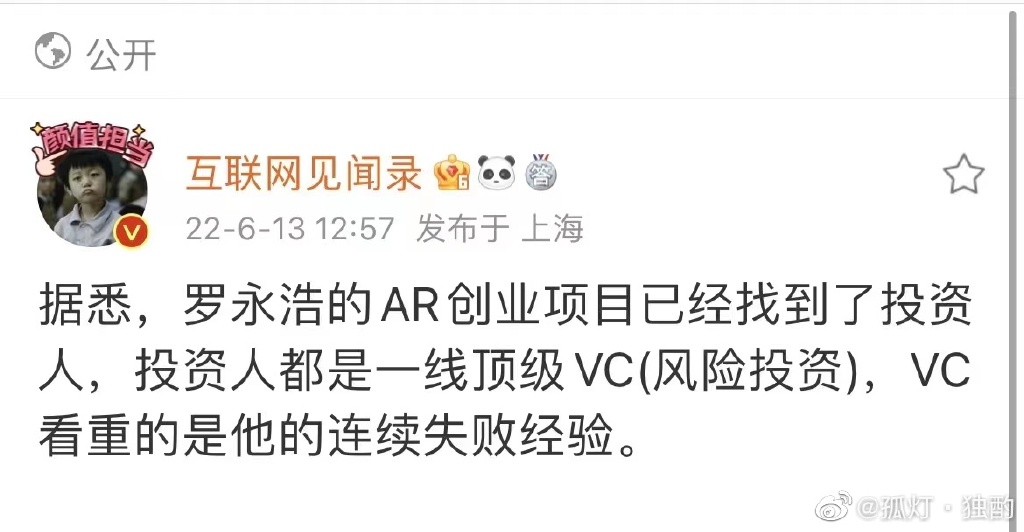 公开
颜值担当
互联网见闻录
6
答
22-6-13 12:57 发布于 上海
据悉，罗永浩的AR创业项目已经找到了投资
人，投资人都是一线顶级VC(风险投资)，VC
看重的是他的连续失败经验。
@孤灯·独酌